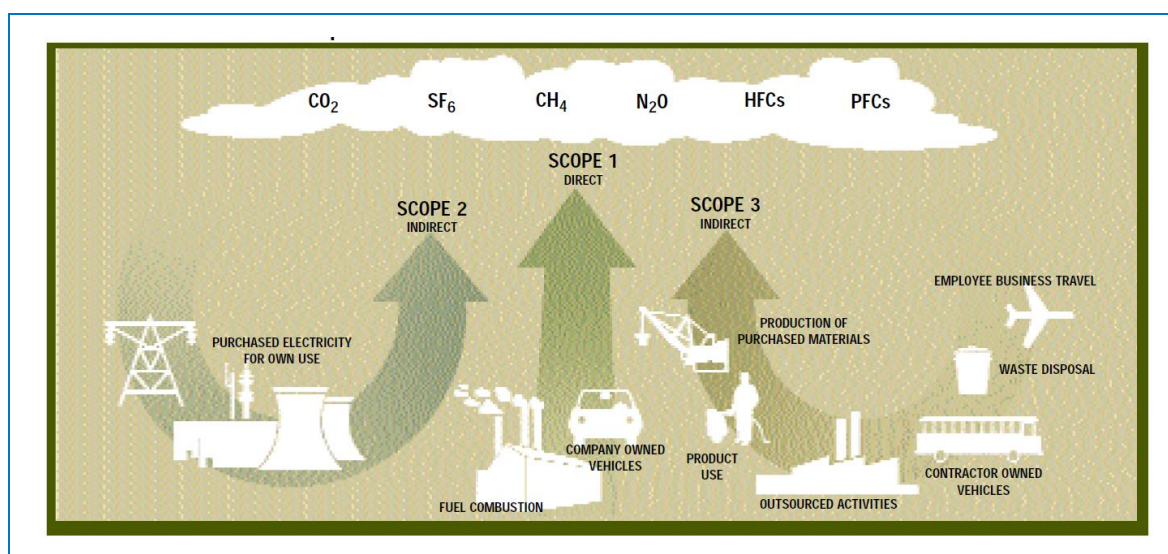 CO₂ SF₆ CH₄ N₂O HFCs PFCs
SCOPE 1
DIRECT
SCOPE 2
INDIRECT
SCOPE 3
INDIRECT
EMPLOYEE BUSINESS TRAVEL
PURCHASED ELECTRICITY
FOR OWN USE
PRODUCTION OF
PURCHASED MATERIALS
WASTE DISPOSAL
COMPANY OWNED
VEHICLES
PRODUCT
USE
CONTRACTOR OWNED
VEHICLES
FUEL COMBUSTION
OUTSOURCED ACTIVITIES